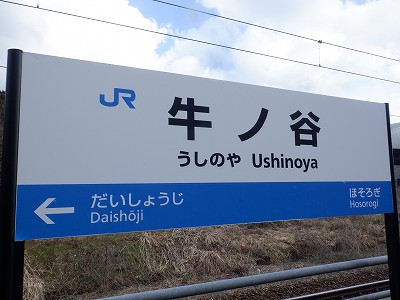 JR
牛ノ谷
うしのや Ushinoya
だいしょうじ
Daishōji
ほそろぎ
Hosorogi